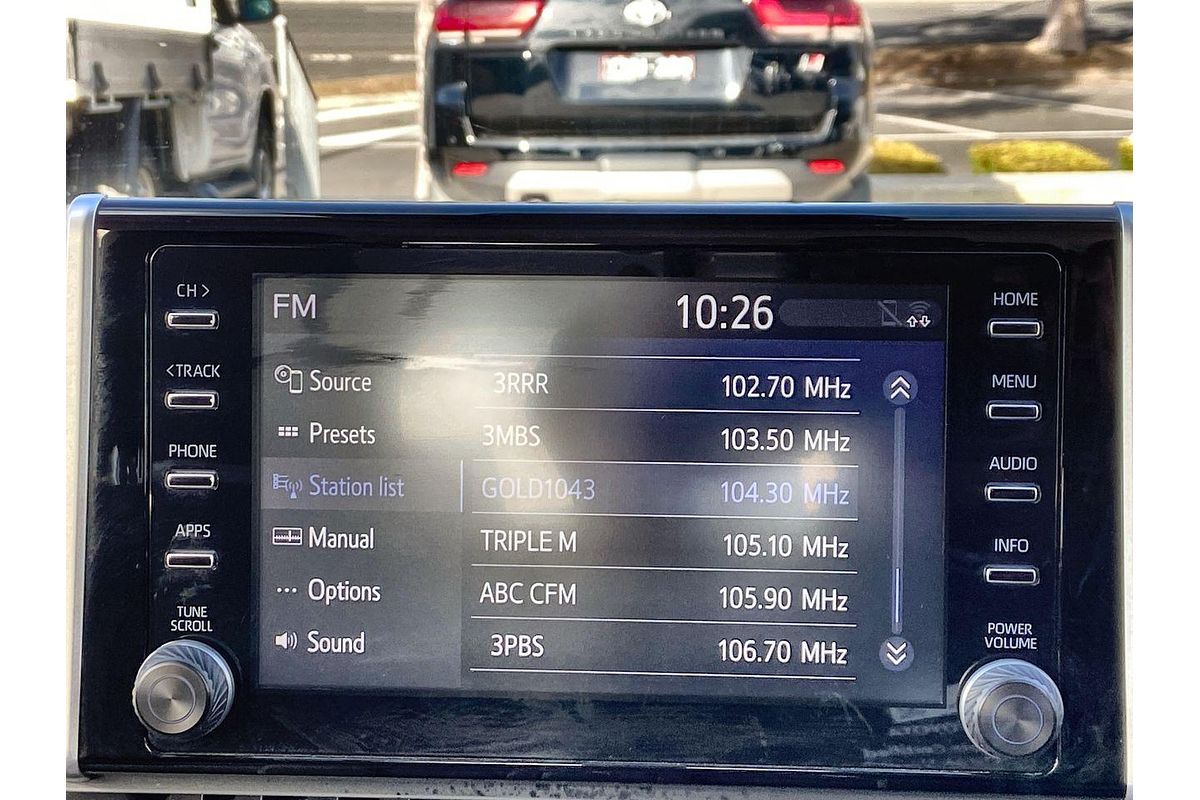 CH >
<TRACK
PHONE
APPS
TUNE
SCROLL
FM
10:26
Source
Presets
Station list
Manual
Options
Sound
3RRR 102.70 MHz
3MBS 103.50 MHz
GOLD1043 104.30 MHz
TRIPLE M 105.10 MHz
ABC CFM 105.90 MHz
3PBS 106.70 MHz
HOME
MENU
AUDIO
INFO
POWER
VOLUME